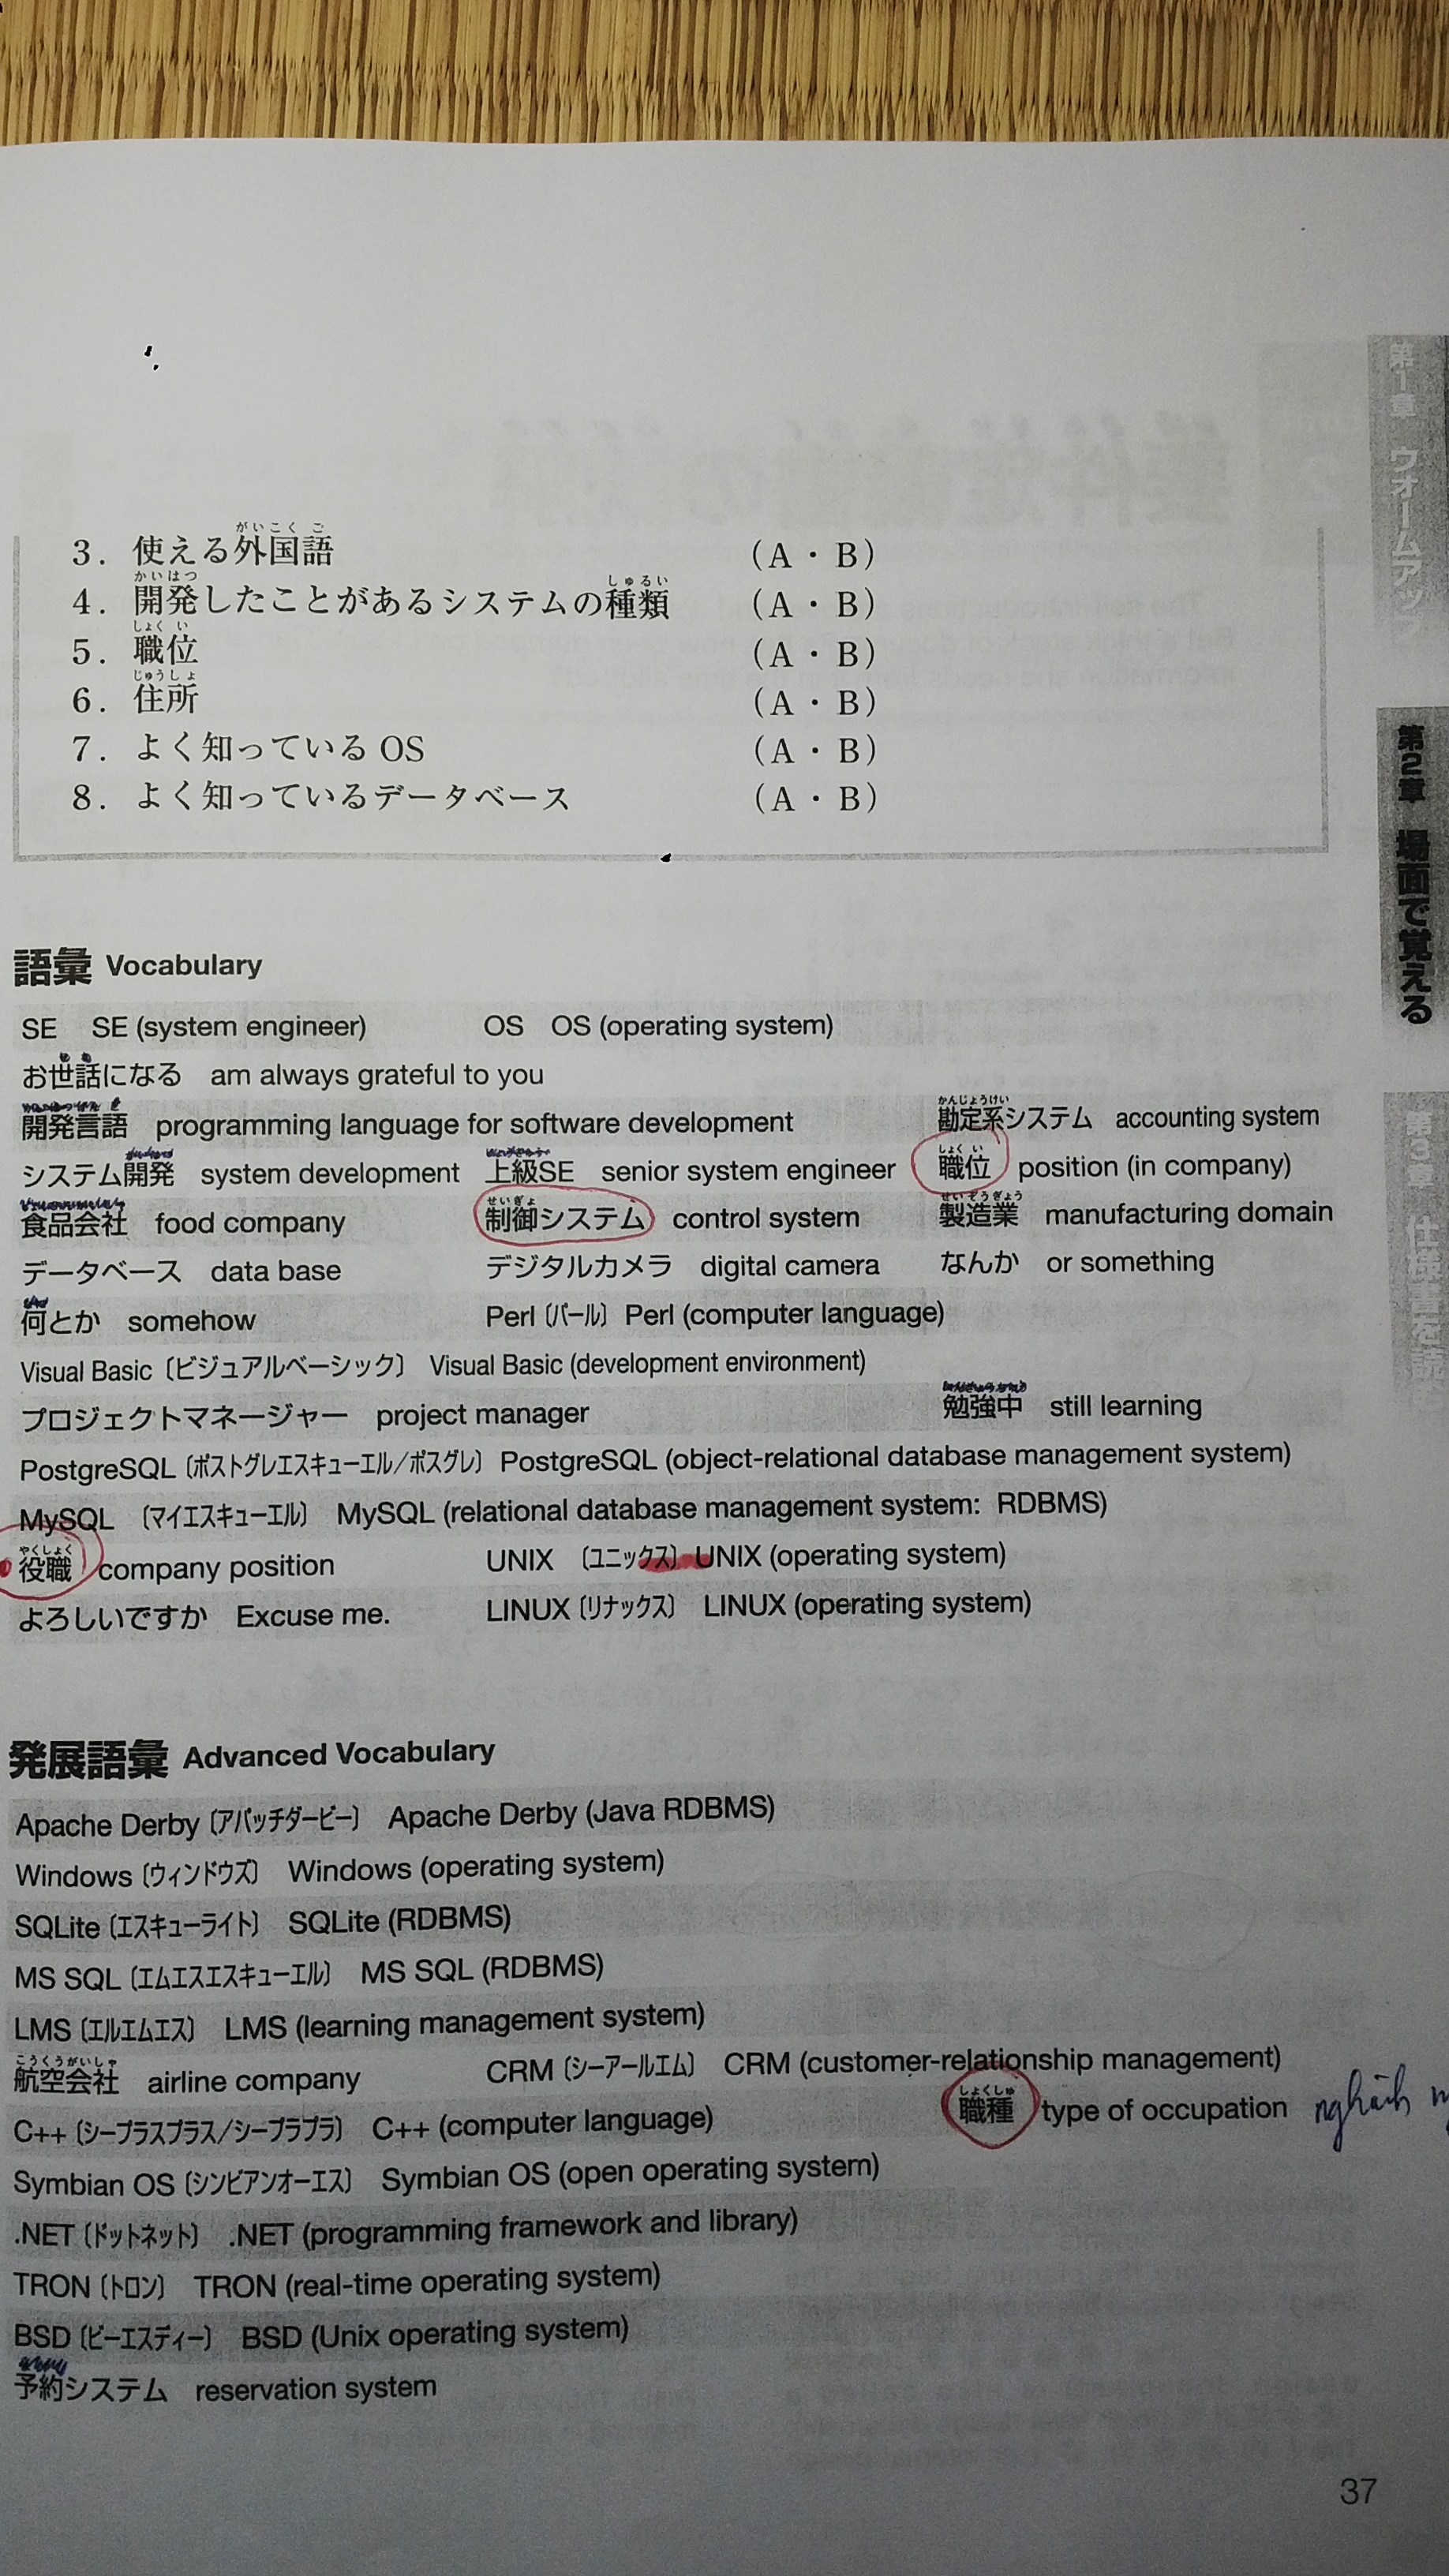 3. 使える外国語 (A・B)
4. 開発したことがあるシステムの種類 (A・B)
5. 職位 (A・B)
6. 住所 (A・B)
7. よく知っている OS (A・B)
8. よく知っているデータベース (A・B)
語彙 Vocabulary
SE SE (system engineer) OS OS (operating system)
お世話になる am always grateful to you
開発言語 programming language for software development 勘定系システム accounting system
システム開発 system development 上級SE senior system engineer 職位 position (in company)
食品会社 food company 制御システム control system 製造業 manufacturing domain
データベース data base デジタルカメラ digital camera なんか or something
何とか somehow Perl〔パール〕 Perl (computer language)
Visual Basic〔ビジュアルベーシック〕 Visual Basic (development environment)
プロジェクトマネージャー project manager 勉強中 still learning
PostgreSQL〔ポストグレエスキューエル/ポスグレ〕PostgreSQL (object-relational database management system)
MySQL〔マイエスキューエル〕 MySQL (relational database management system: RDBMS)
役職 company position UNIX〔ユニックス〕UNIX (operating system)
よろしいですか Excuse me. LINUX〔リナックス〕 LINUX (operating system)
発展語彙 Advanced Vocabulary
Apache Derby〔アパッチダービー〕 Apache Derby (Java RDBMS)
Windows〔ウィンドウズ〕 Windows (operating system)
SQLite〔エスキューライト〕 SQLite (RDBMS)
MS SQL〔エムエスエスキューエル〕 MS SQL (RDBMS)
LMS〔エルエムエス〕 LMS (learning management system)
航空会社 airline company CRM〔シーアールエム〕 CRM (customer-relationship management)
C++〔シープラスプラス/シープラプラ〕 C++ (computer language) 職種 type of occupation nghành
Symbian OS〔シンビアンオーエス〕 Symbian OS (open operating system)
.NET〔ドットネット〕 .NET (programming framework and library)
TRON〔トロン〕 TRON (real-time operating system)
BSD〔ビーエスディー〕 BSD (Unix operating system)
予約システム reservation system
第2章 場面で覚える
37